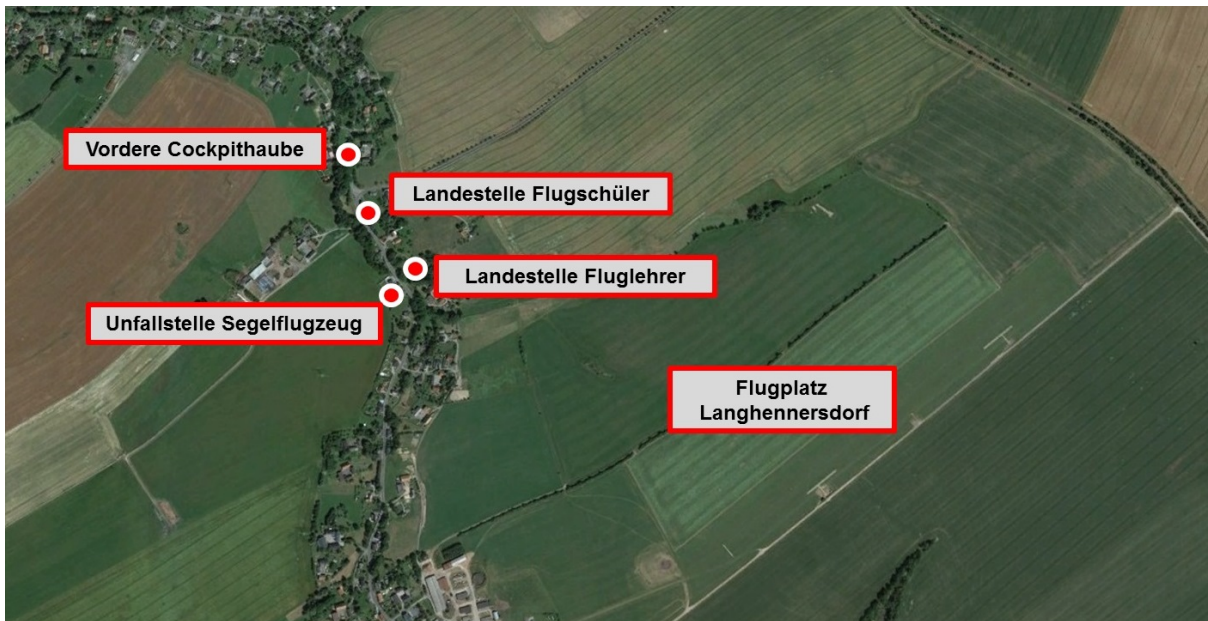 Vordere Cockpithaube
Landestelle Flugschüler
Landestelle Fluglehrer
Unfallstelle Segelflugzeug
Flugplatz
Langhennersdorf